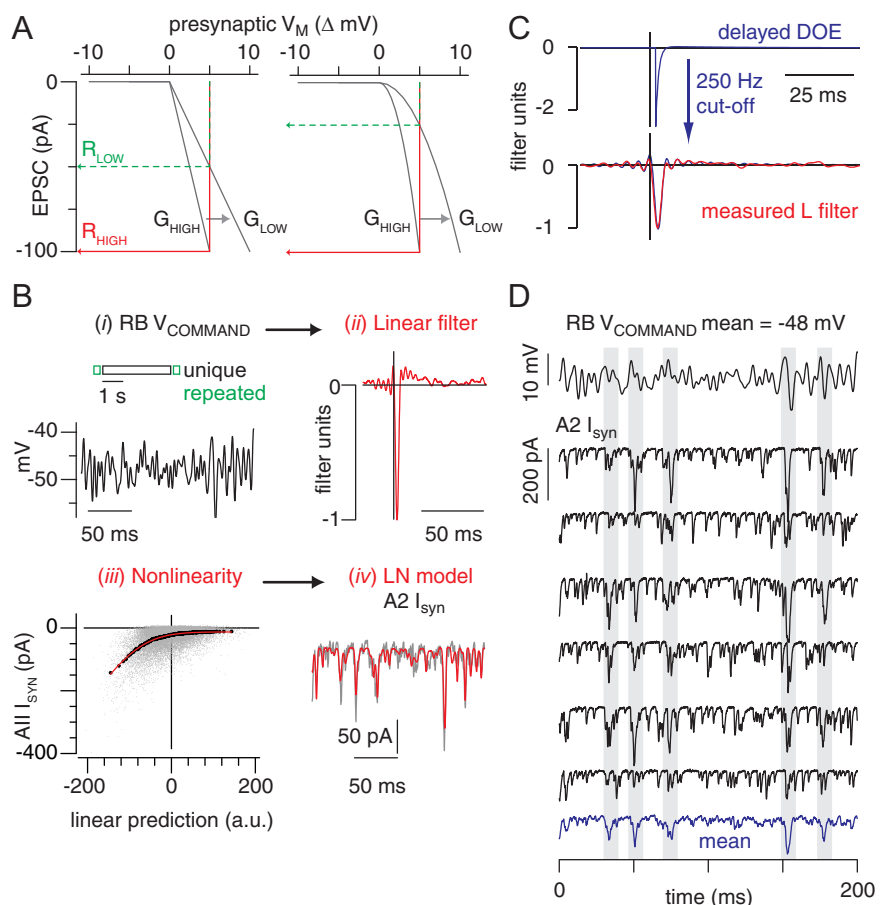 A
presynaptic V_M (Δ mV)
-10 0 10 -10 0 10
0
EPSC (pA)
-100
R_LOW
R_HIGH
G_HIGH
G_LOW
G_HIGH
G_LOW
C
delayed DOE
0
-2
filter units
250 Hz
cut-off
25 ms
0
-1
measured L filter
B
(i) RB V_COMMAND
(ii) Linear filter
unique
repeated
1 s
-40
-50
mV
50 ms
0
-1
filter units
50 ms
(iii) Nonlinearity
(iv) LN model
A2 I_syn
0
-400
AII I_SYN (pA)
-200 0 200
linear prediction (a.u.)
50 pA
50 ms
D
RB V_COMMAND mean = -48 mV
10 mV
A2 I_syn
200 pA
mean
0 200
time (ms)